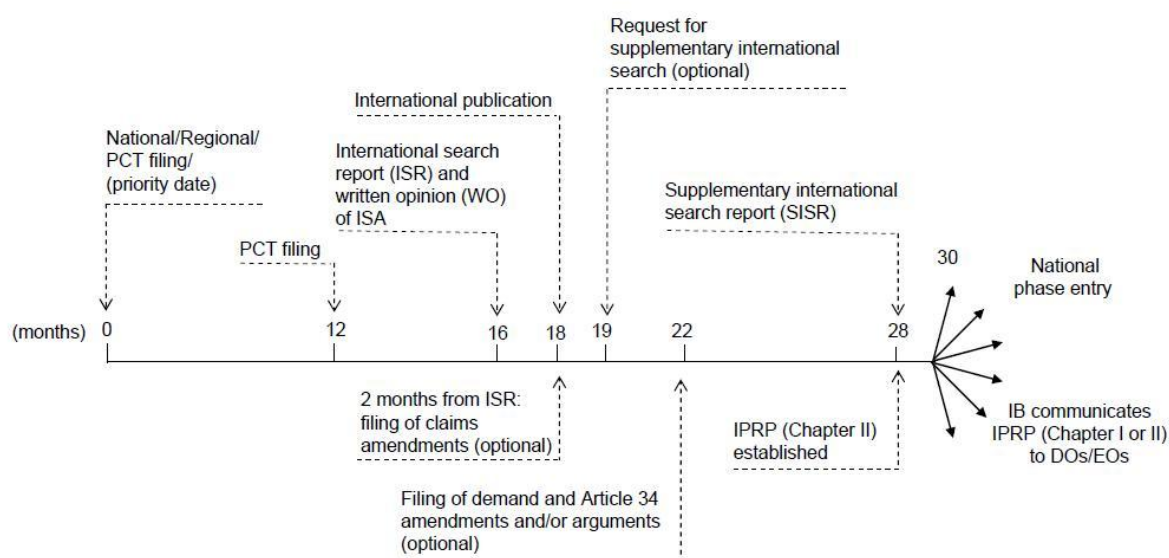 Request for
supplementary international
search (optional)
International publication
National/Regional/
PCT filing/
(priority date)
International search
report (ISR) and
written opinion (WO)
of ISA
Supplementary international
search report (SISR)
PCT filing
30
National
phase entry
(months) 0 12 16 18 19 22 28
2 months from ISR:
filing of claims
amendments (optional)
IPRP (Chapter II)
established
IB communicates
IPRP (Chapter I or II)
to DOs/EOs
Filing of demand and Article 34
amendments and/or arguments
(optional)